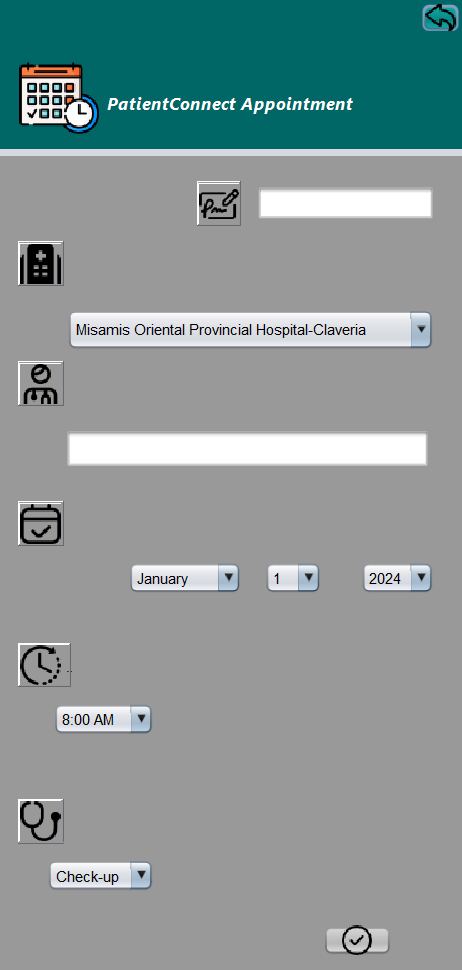 PatientConnect Appointment
Misamis Oriental Provincial Hospital-Claveria
January 1 2024
8:00 AM
Check-up